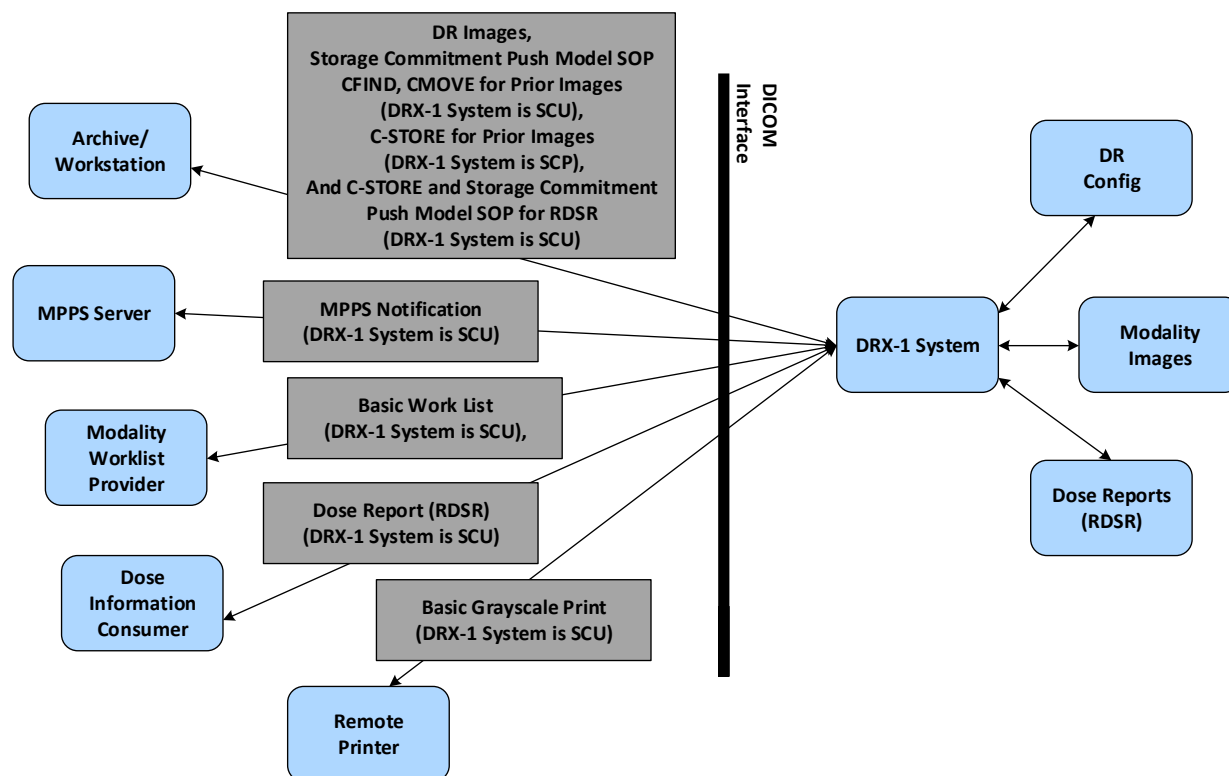 DR Images,
Storage Commitment Push Model SOP
CFIND, CMOVE for Prior Images
(DRX-1 System is SCU),
C-STORE for Prior Images
(DRX-1 System is SCP),
And C-STORE and Storage Commitment
Push Model SOP for RDSR
(DRX-1 System is SCU)
DICOM
Interface
Archive/
Workstation
DR
Config
MPPS Server
MPPS Notification
(DRX-1 System is SCU)
DRX-1 System
Modality
Images
Basic Work List
(DRX-1 System is SCU),
Modality
Worklist
Provider
Dose Report (RDSR)
(DRX-1 System is SCU)
Dose Reports
(RDSR)
Dose
Information
Consumer
Basic Grayscale Print
(DRX-1 System is SCU)
Remote
Printer